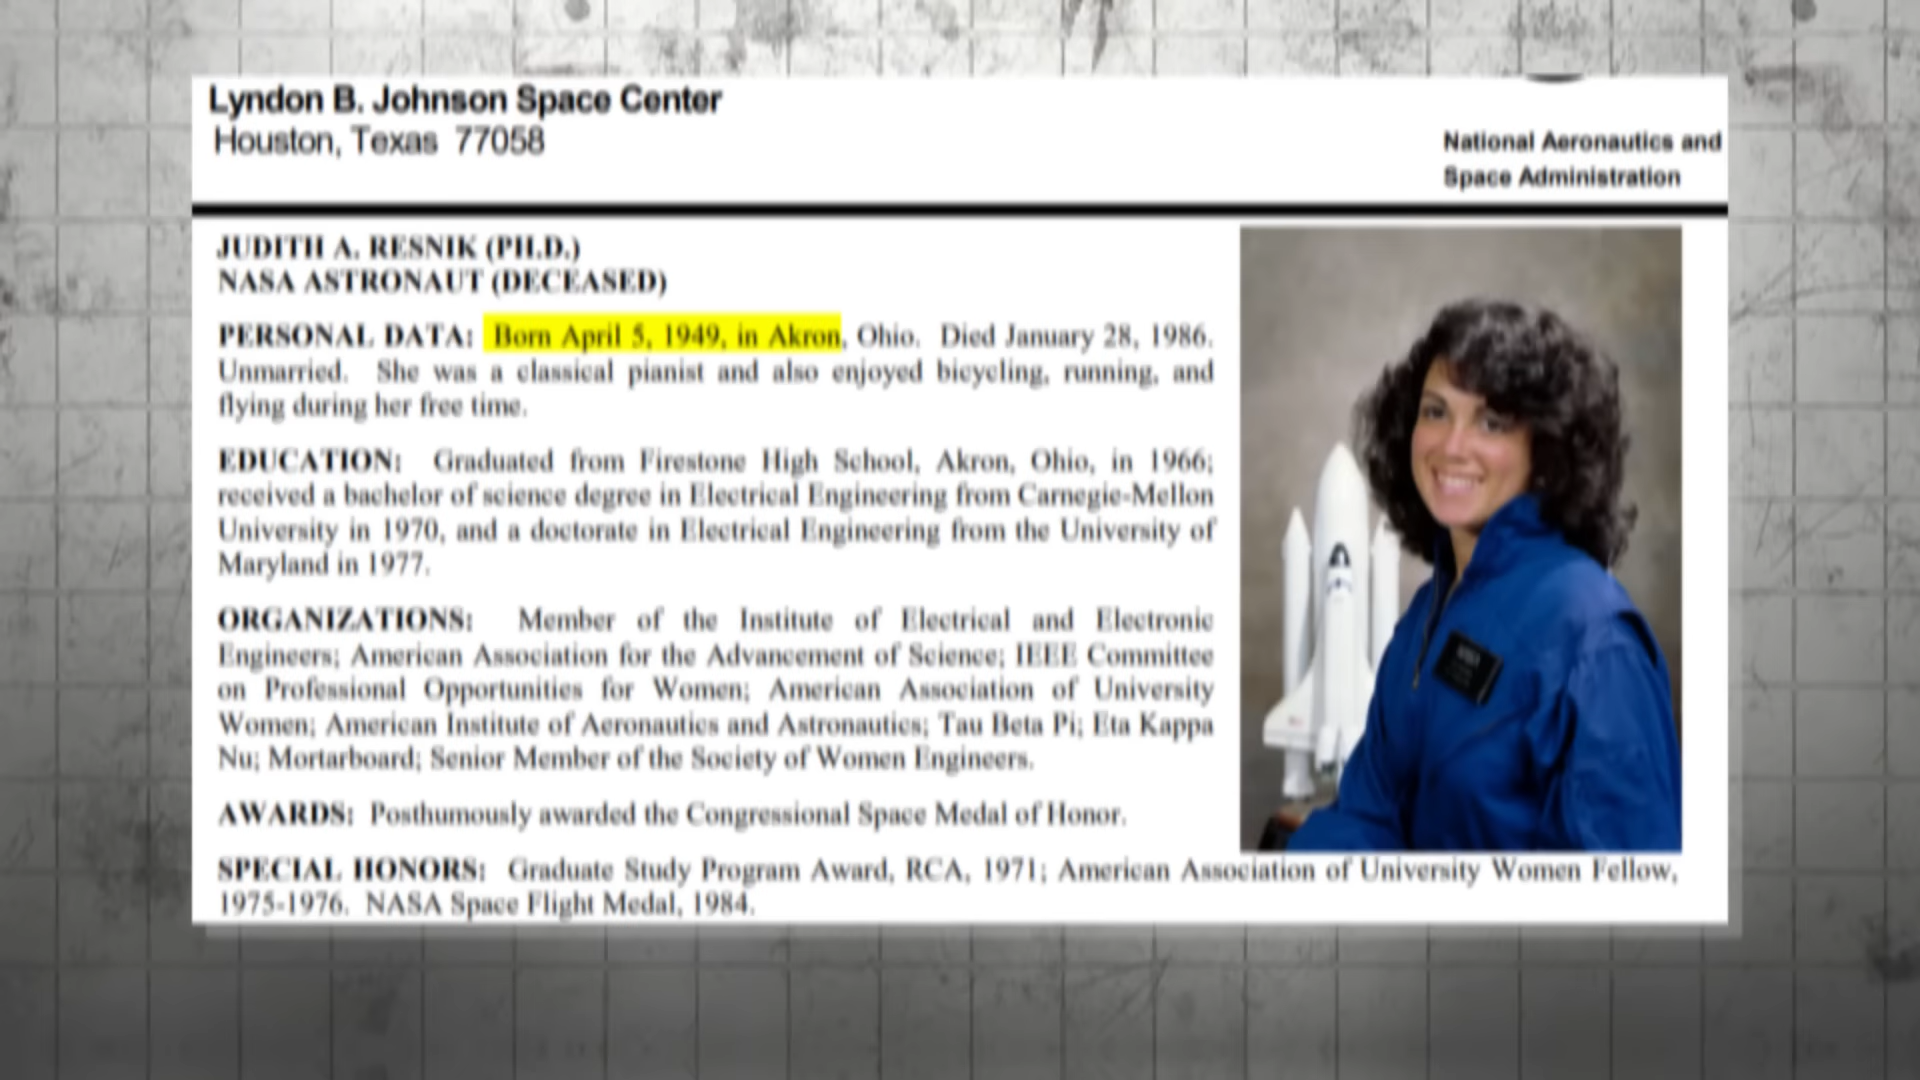 Lyndon B. Johnson Space Center
Houston, Texas 77058
National Aeronautics and
Space Administration
JUDITH A. RESNIK (PH.D.)
NASA ASTRONAUT (DECEASED)
PERSONAL DATA: Born April 5, 1949, in Akron, Ohio. Died January 28, 1986.
Unmarried. She was a classical pianist and also enjoyed bicycling, running, and
flying during her free time.
EDUCATION: Graduated from Firestone High School, Akron, Ohio, in 1966;
received a bachelor of science degree in Electrical Engineering from Carnegie-Mellon
University in 1970, and a doctorate in Electrical Engineering from the University of
Maryland in 1977.
ORGANIZATIONS: Member of the Institute of Electrical and Electronic
Engineers; American Association for the Advancement of Science; IEEE Committee
on Professional Opportunities for Women; American Association of University
Women; American Institute of Aeronautics and Astronautics; Tau Beta Pi; Eta Kappa
Nu; Mortarboard; Senior Member of the Society of Women Engineers.
AWARDS: Posthumously awarded the Congressional Space Medal of Honor.
SPECIAL HONORS: Graduate Study Program Award, RCA, 1971; American Association of University Women Fellow,
1975-1976. NASA Space Flight Medal, 1984.